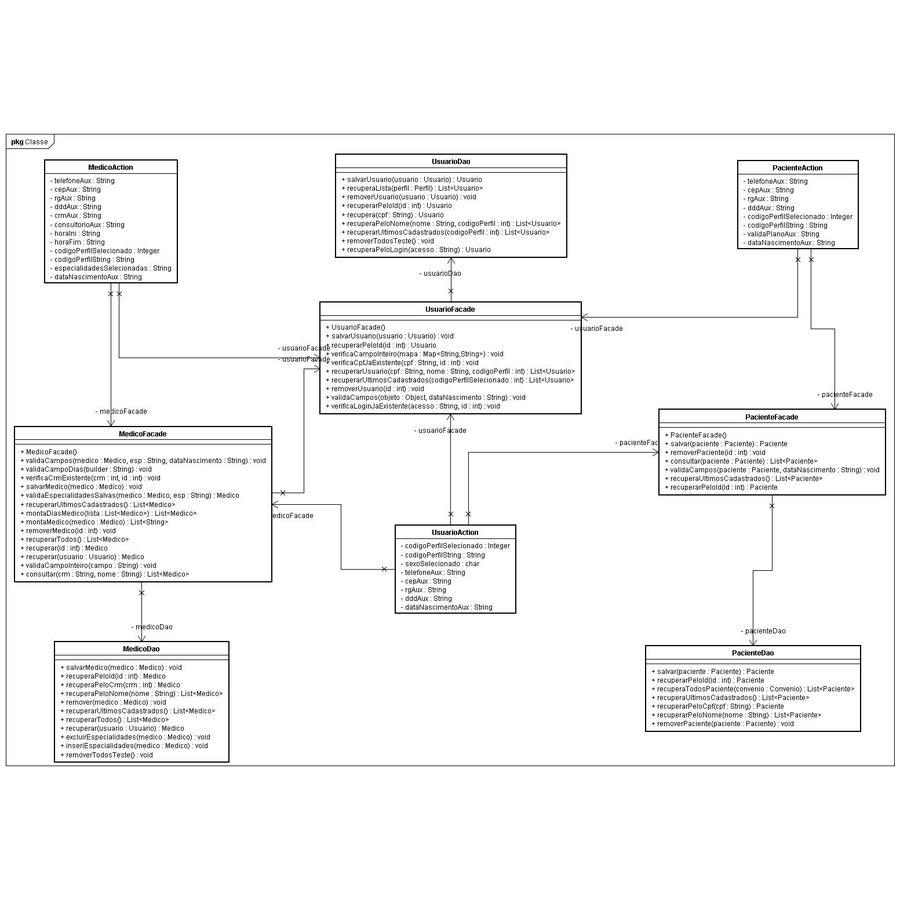 pkg Classe
MedicoAction
- telefoneAux : String
- cepAux : String
- rgAux : String
- dddAux : String
- crmAux : String
- consultorioAux : String
- horaIni : String
- horaFim : String
- codigoPerfilSelecionado : Integer
- codigoPerfilString : String
- especialidadesSelecionadas : String
- dataNascimentoAux : String
UsuarioDao
+ salvarUsuario(usuario : Usuario) : Usuario
+ recuperaLista(perfil : Perfil) : List<Usuario>
+ removerUsuario(usuario : Usuario) : void
+ recuperarPeloId(id : int) : Usuario
+ recupera(cpf : String) : Usuario
+ recuperaPeloNome(nome : String, codigoPerfil : int) : List<Usuario>
+ recuperarUltimosCadastrados(codigoPerfil : int) : List<Usuario>
+ removerTodosTeste() : void
+ recuperaPeloLogin(acesso : String) : Usuario
PacienteAction
- telefoneAux : String
- cepAux : String
- rgAux : String
- dddAux : String
- codigoPerfilSelecionado : Integer
- codigoPerfilString : String
- validaPlanoAux : String
- dataNascimentoAux : String
- usuarioDao
UsuarioFacade
+ UsuarioFacade()
+ salvarUsuario(usuario : Usuario) : void
+ recuperarPeloId(id : int) : Usuario
+ verificaCampoInteiro(mapa : Map<String,String>) : void
+ verificaCpfJaExistente(cpf : String, id : int) : void
+ recuperarUsuario(cpf : String, nome : String, codigoPerfil : int) : List<Usuario>
+ recuperarUltimosCadastrados(codigoPerfilSelecionado : int) : List<Usuario>
+ removerUsuario(id : int) : void
+ validaCampos(objeto : Object, dataNascimento : String) : void
+ verificaLoginJaExistente(acesso : String, id : int) : void
- usuarioFacade
- usuarioFacade
- usuarioFacade
- medicoFacade
- pacienteFacade
MedicoFacade
+ MedicoFacade()
+ validaCampos(medico : Medico, esp : String, dataNascimento : String) : void
+ validaCampoDias(builder : String) : void
+ verificaCrmExistente(crm : int, id : int) : void
+ salvarMedico(medico : Medico) : void
+ validaEspecialidadesSalvas(medico : Medico, esp : String) : Medico
+ recuperarUltimosCadastrados() : List<Medico>
+ montaDiasMedico(lista : List<Medico>) : List<Medico>
+ montaMedico(medico : Medico) : List<String>
+ removerMedico(id : int) : void
+ recuperarTodos() : List<Medico>
+ recuperar(id : int) : Medico
+ recuperar(usuario : Usuario) : Medico
+ validaCampoInteiro(campo : String) : void
+ consultar(crm : String, nome : String) : List<Medico>
- usuarioFacade
- pacienteFac
PacienteFacade
+ PacienteFacade()
+ salvar(paciente : Paciente) : Paciente
+ removerPaciente(id : int) : void
+ consultar(paciente : Paciente) : List<Paciente>
+ validaCampos(paciente : Paciente, dataNascimento : String) : void
+ recuperaUltimosCadastrados() : List<Paciente>
+ recuperarPeloId(id : int) : Paciente
edicoFacade
UsuarioAction
- codigoPerfilSelecionado : Integer
- codigoPerfilString : String
- sexoSelecionado : char
- telefoneAux : String
- cepAux : String
- rgAux : String
- dddAux : String
- dataNascimentoAux : String
- medicoDao
- pacienteDao
MedicoDao
+ salvarMedico(medico : Medico) : void
+ recuperaPeloId(id : int) : Medico
+ recuperaPeloCrm(crm : int) : Medico
+ recuperaPeloNome(nome : String) : List<Medico>
+ remover(medico : Medico) : void
+ recuperarUltimosCadastrados() : List<Medico>
+ recuperarTodos() : List<Medico>
+ recuperar(usuario : Usuario) : Medico
+ excluirEspecialidades(medico : Medico) : void
+ inseriEspecialidades(medico : Medico) : void
+ removerTodosTeste() : void
PacienteDao
+ salvar(paciente : Paciente) : Paciente
+ recuperarPeloId(id : int) : Paciente
+ recuperaTodosPaciente(convenio : Convenio) : List<Paciente>
+ recuperaUltimosCadastrados() : List<Paciente>
+ recuperarPeloCpf(cpf : String) : Paciente
+ recuperarPeloNome(nome : String) : List<Paciente>
+ removerPaciente(paciente : Paciente) : void